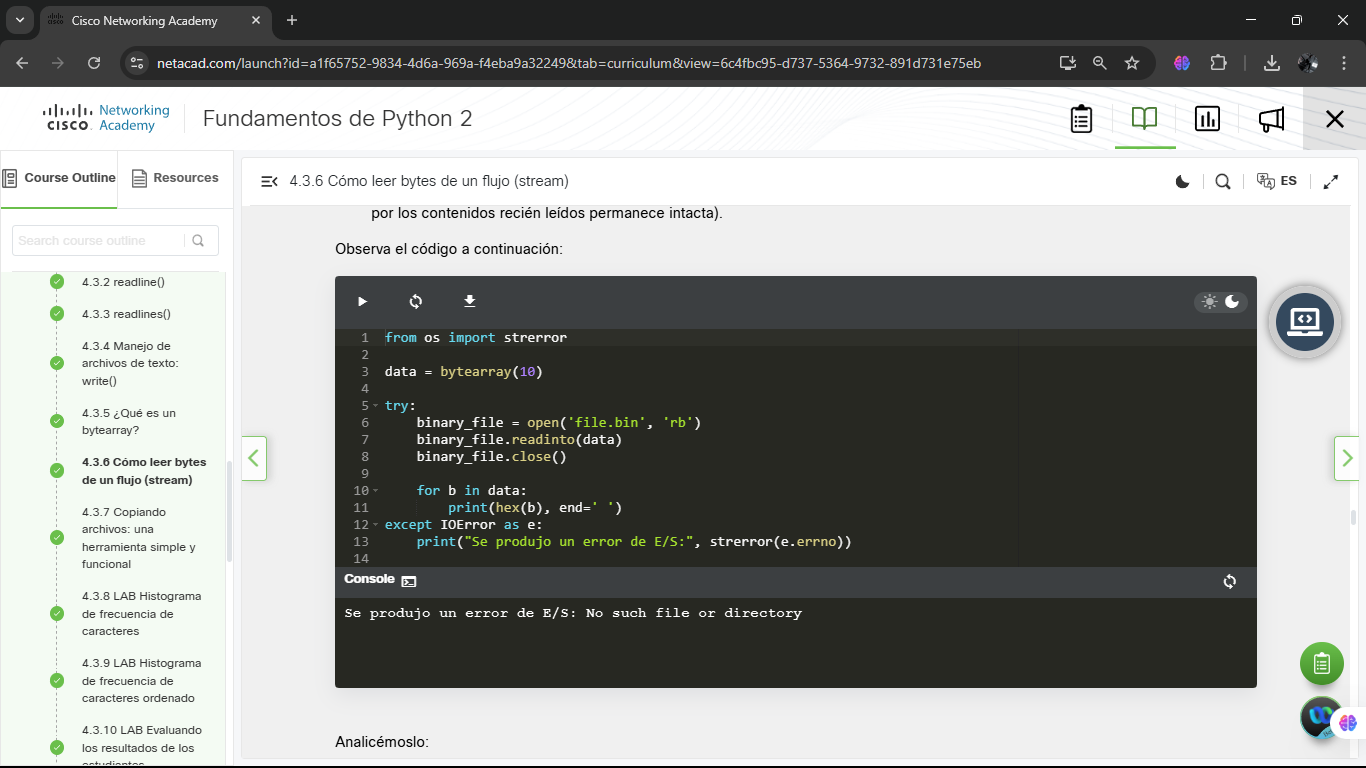 Cisco Networking Academy
netacad.com/launch?id=a1f65752-9834-4d6a-969a-f4eba9a32249&tab=curriculum&view=6c4fbc95-d737-5364-9732-891d731e75eb
Networking
CISCO. Academy
Fundamentos de Python 2
Course Outline
Resources
Search course outline
4.3.2 readline()
4.3.3 readlines()
4.3.4 Manejo de
archivos de texto:
write()
4.3.5 ¿Qué es un
bytearray?
4.3.6 Cómo leer bytes
de un flujo (stream)
4.3.7 Copiando
archivos: una
herramienta simple y
funcional
4.3.8 LAB Histograma
de frecuencia de
caracteres
4.3.9 LAB Histograma
de frecuencia de
caracteres ordenado
4.3.10 LAB Evaluando
los resultados de los
estudiantes
4.3.6 Cómo leer bytes de un flujo (stream)
ES
por los contenidos recién leídos permanece intacta).
Observa el código a continuación:
1 from os import strerror
2
3 data = bytearray(10)
4
5 try:
6 binary_file = open('file.bin', 'rb')
7 binary_file.readinto(data)
8 binary_file.close()
9
10 for b in data:
11 print(hex(b), end=' ')
12 except IOError as e:
13 print("Se produjo un error de E/S:", strerror(e.errno))
14
Console
Se produjo un error de E/S: No such file or directory
Analicémoslo: